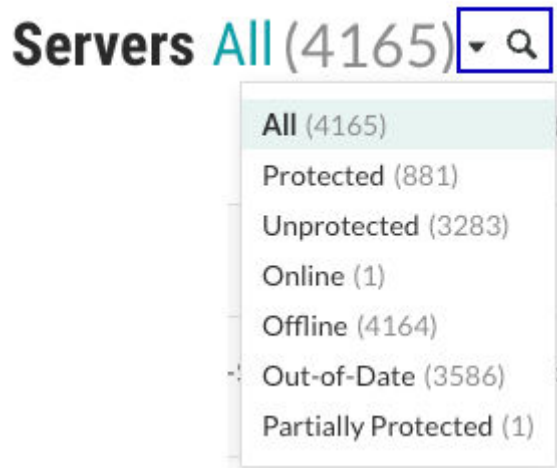 Servers All (4165)
All (4165)
Protected (881)
Unprotected (3283)
Online (1)
Offline (4164)
Out-of-Date (3586)
Partially Protected (1)